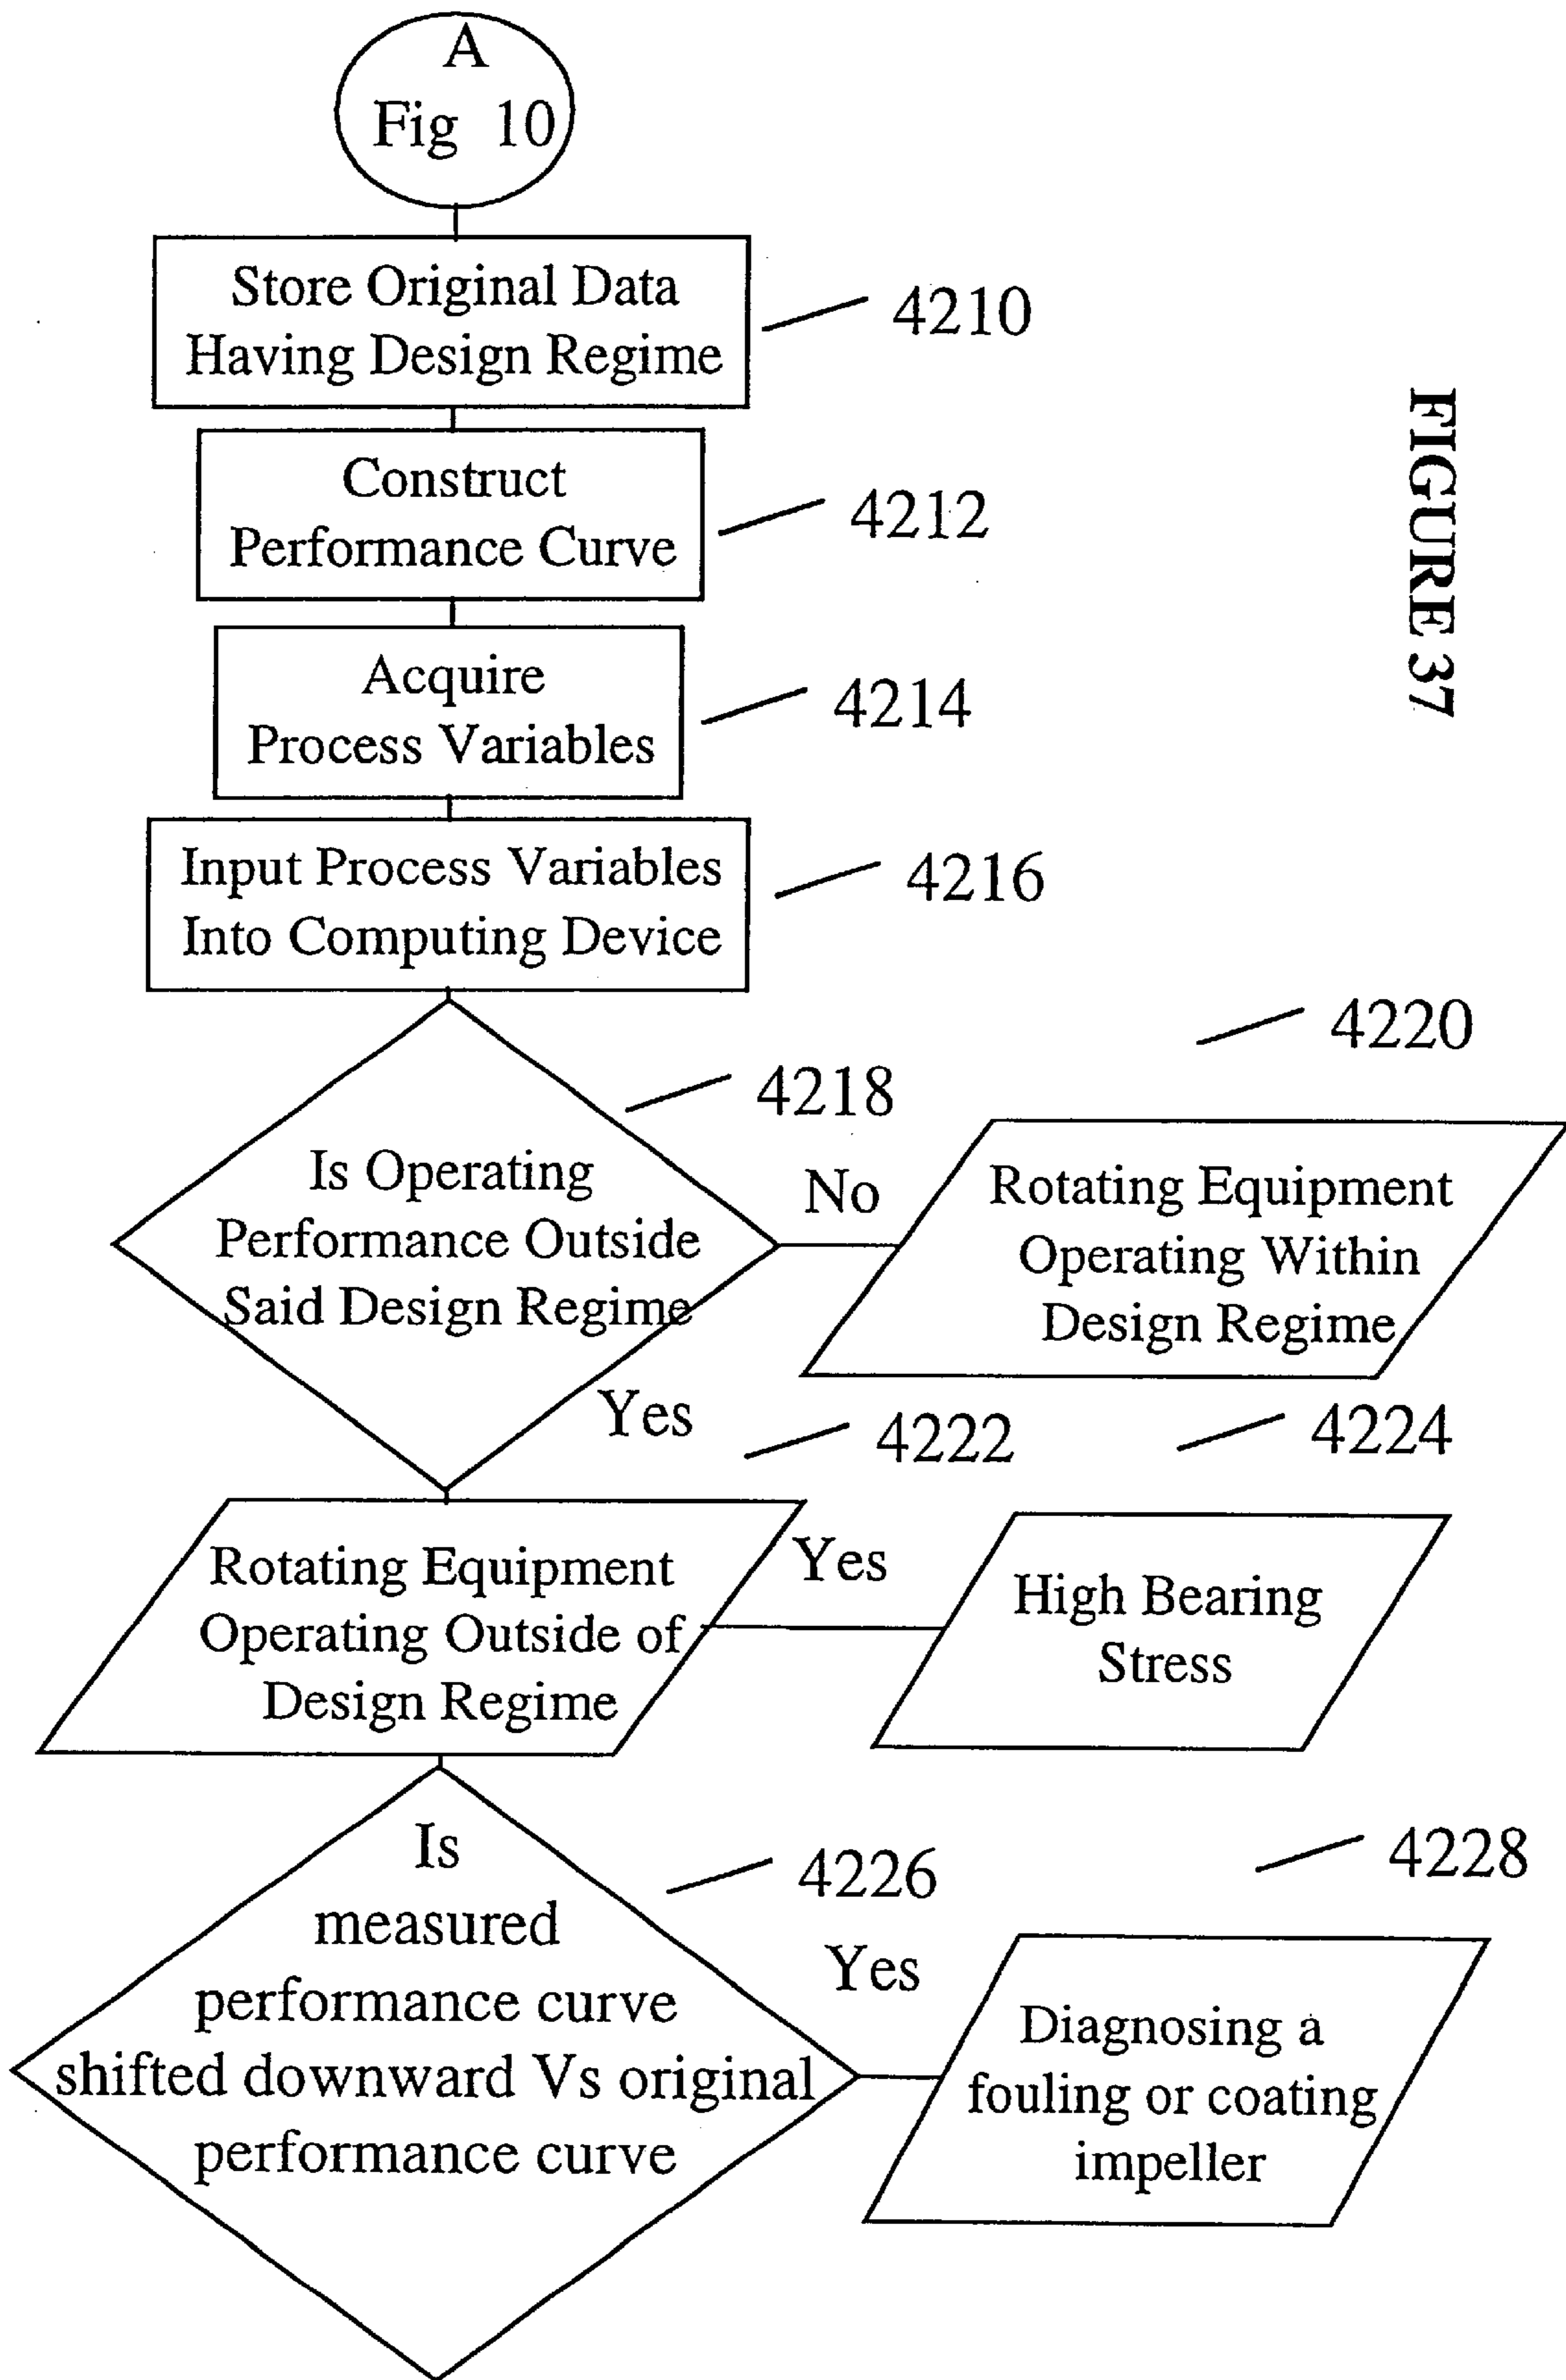 A
Fig 10
Store Original Data
Having Design Regime
4210
Construct
Performance Curve
4212
Acquire
Process Variables
4214
Input Process Variables
Into Computing Device
4216
FIGURE 37
4218
Is Operating
Performance Outside
Said Design Regime
No
4220
Rotating Equipment
Operating Within
Design Regime
Yes
4222
Rotating Equipment
Operating Outside of
Design Regime
Yes
4224
High Bearing
Stress
Is
measured
performance curve
shifted downward Vs original
performance curve
4226
Yes
4228
Diagnosing a
fouling or coating
impeller